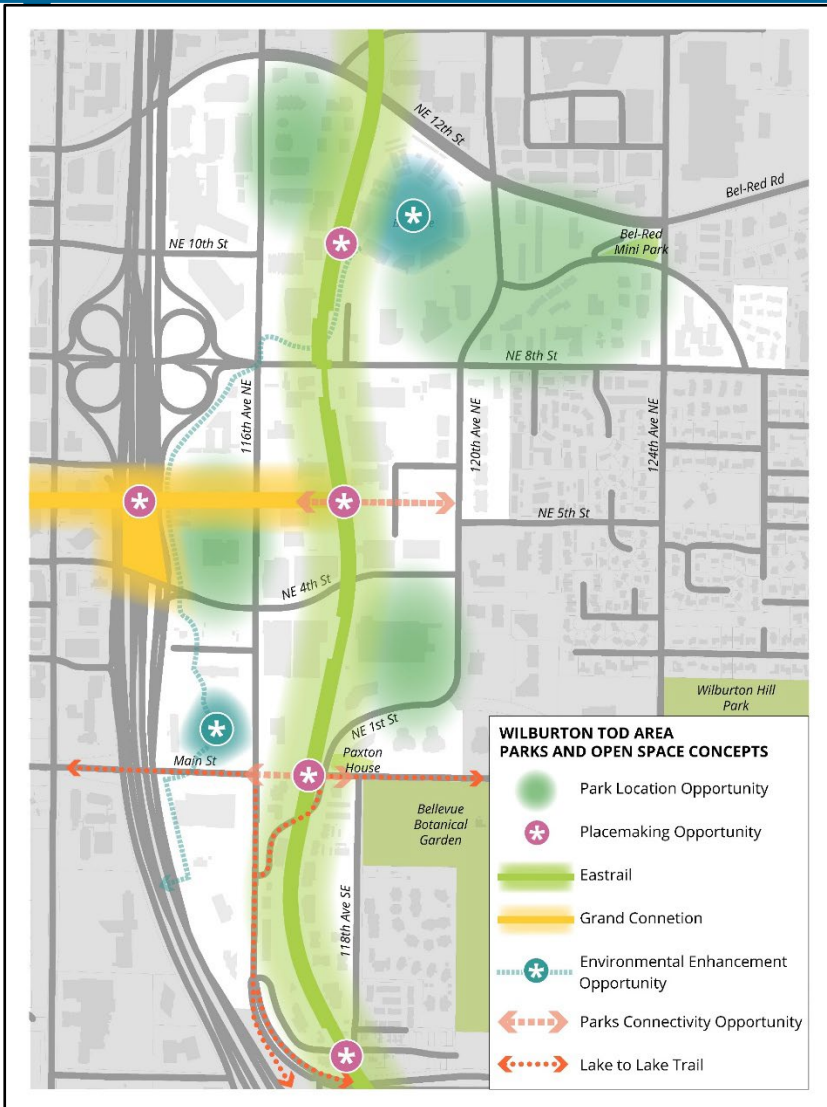 NE 12th St
Bel-Red Rd
Bel-Red
Mini Park
NE 10th St
NE 8th St
116th Ave NE
120th Ave NE
124th Ave NE
NE 5th St
NE 4th St
Wilburton Hill
Park
NE 1st St
Main St
Paxton
House
Bellevue
Botanical
Garden
118th Ave SE
WILBURTON TOD AREA
PARKS AND OPEN SPACE CONCEPTS
Park Location Opportunity
Placemaking Opportunity
Eastrail
Grand Connetion
Environmental Enhancement
Opportunity
Parks Connectivity Opportunity
Lake to Lake Trail